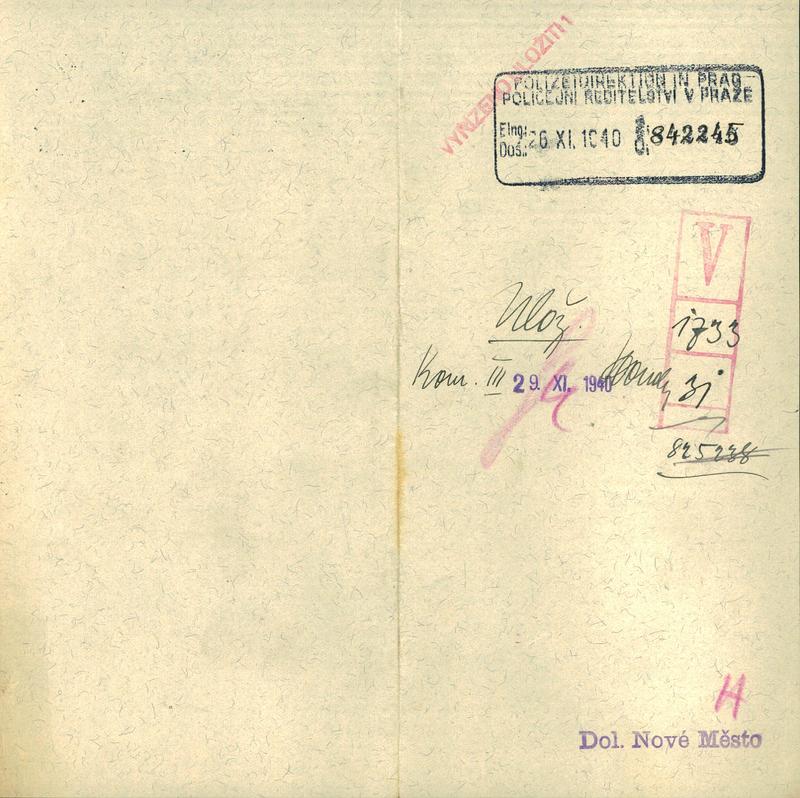 VYŘÍZENO ULOŽITI!
POLIZEIDIREKTION IN PRAG
POLICEJNÍ ŘEDITELSTVÍ V PRAZE
Eing.: 26. XI. 1940 842245
Doš.:
V
Ulož.
1733
Kom. III 29. XI. 1940
31
825238
H
Dol. Nové Město